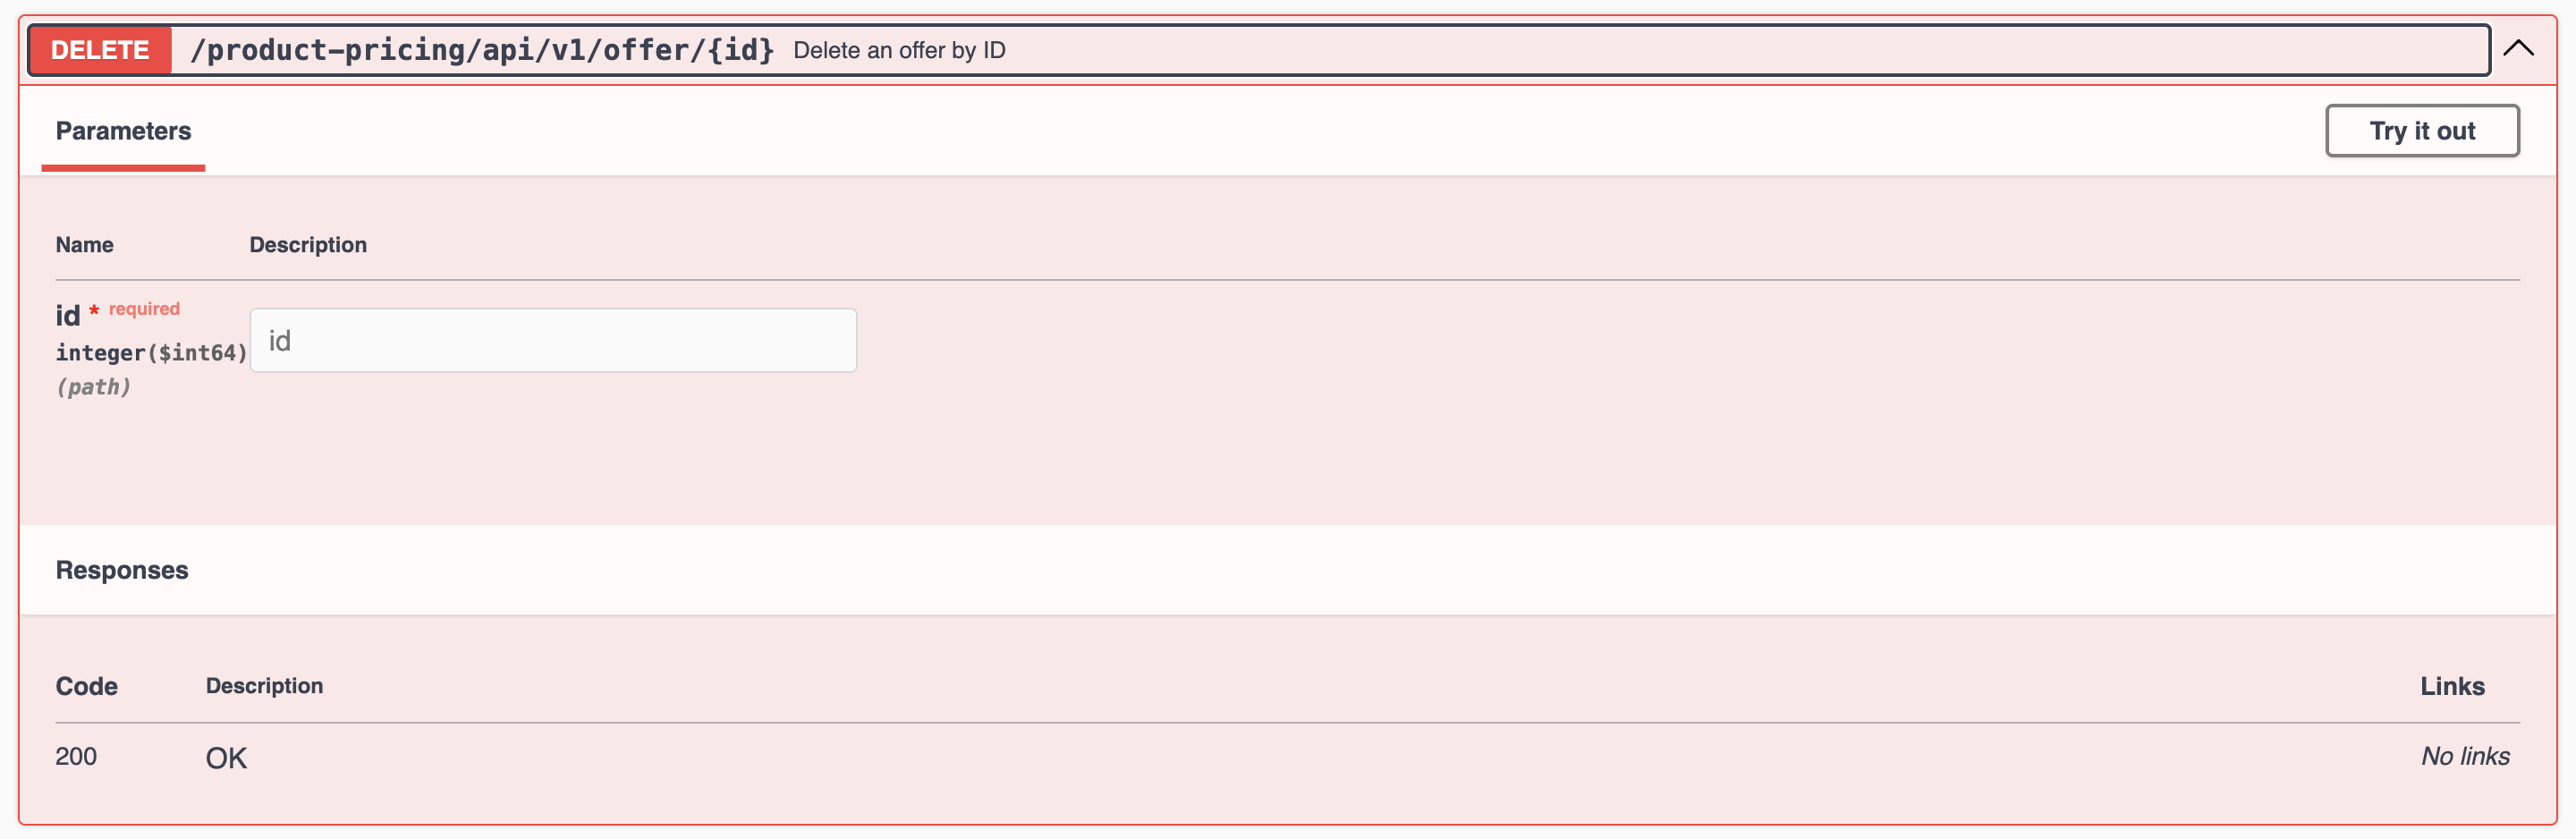 DELETE /product-pricing/api/v1/offer/{id} Delete an offer by ID
Parameters
Try it out
Name Description
id * required
integer($int64)
(path)
id
Responses
Code Description Links
200 OK No links